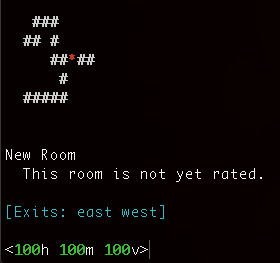 ###
## #
##*##
#
#####
New Room
This room is not yet rated.
[Exits: east west]
<100h 100m 100v>